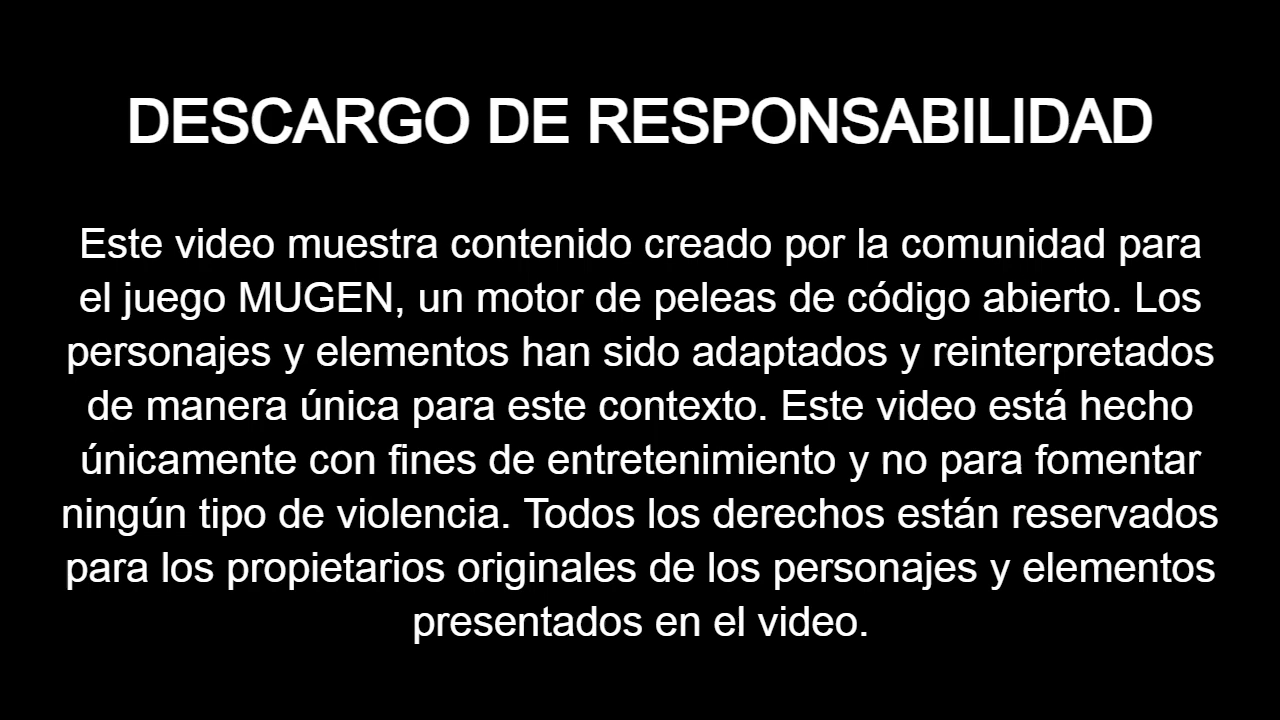 DESCARGO DE RESPONSABILIDAD
Este video muestra contenido creado por la comunidad para
el juego MUGEN, un motor de peleas de código abierto. Los
personajes y elementos han sido adaptados y reinterpretados
de manera única para este contexto. Este video está hecho
únicamente con fines de entretenimiento y no para fomentar
ningún tipo de violencia. Todos los derechos están reservados
para los propietarios originales de los personajes y elementos
presentados en el video.